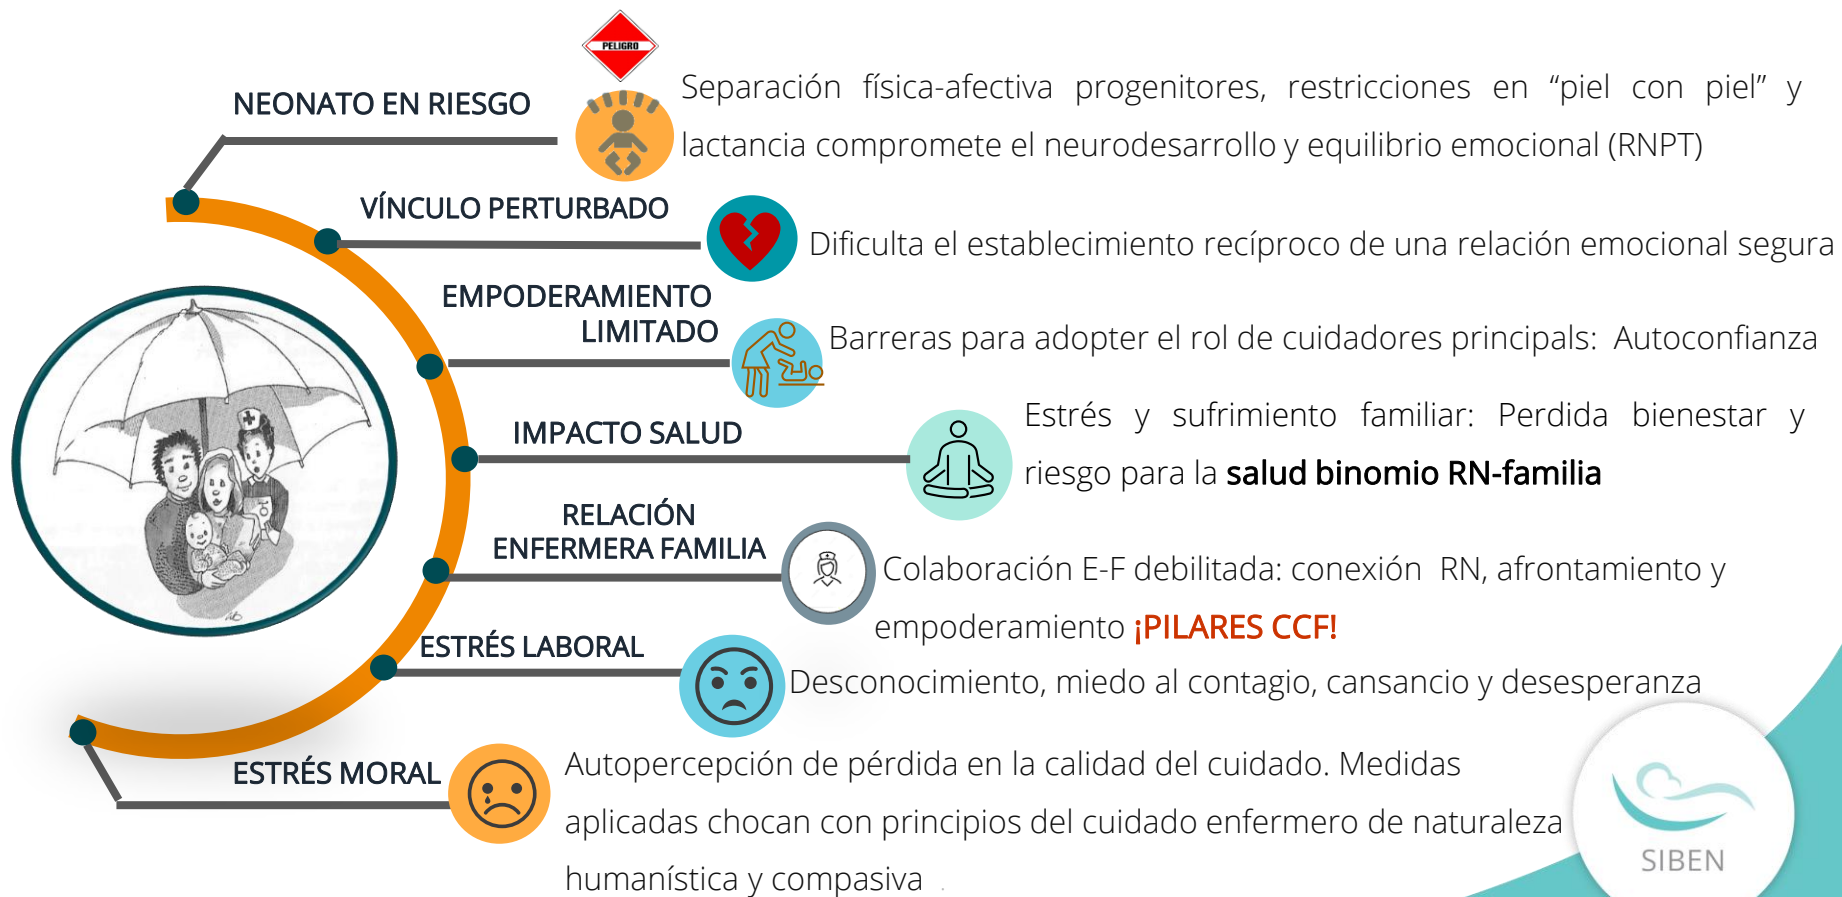 PELIGRO
NEONATO EN RIESGO
Separación física-afectiva progenitores, restricciones en “piel con piel” y
lactancia compromete el neurodesarrollo y equilibrio emocional (RNPT)
VÍNCULO PERTURBADO
Dificulta el establecimiento recíproco de una relación emocional segura
EMPODERAMIENTO
LIMITADO
Barreras para adopter el rol de cuidadores principals: Autoconfianza
IMPACTO SALUD
Estrés y sufrimiento familiar: Perdida bienestar y
riesgo para la salud binomio RN-familia
RELACIÓN
ENFERMERA FAMILIA
Colaboración E-F debilitada: conexión RN, afrontamiento y
empoderamiento ¡PILARES CCF!
ESTRÉS LABORAL
Desconocimiento, miedo al contagio, cansancio y desesperanza
ESTRÉS MORAL
Autopercepción de pérdida en la calidad del cuidado. Medidas
aplicadas chocan con principios del cuidado enfermero de naturaleza
humanística y compasiva .
SIBEN